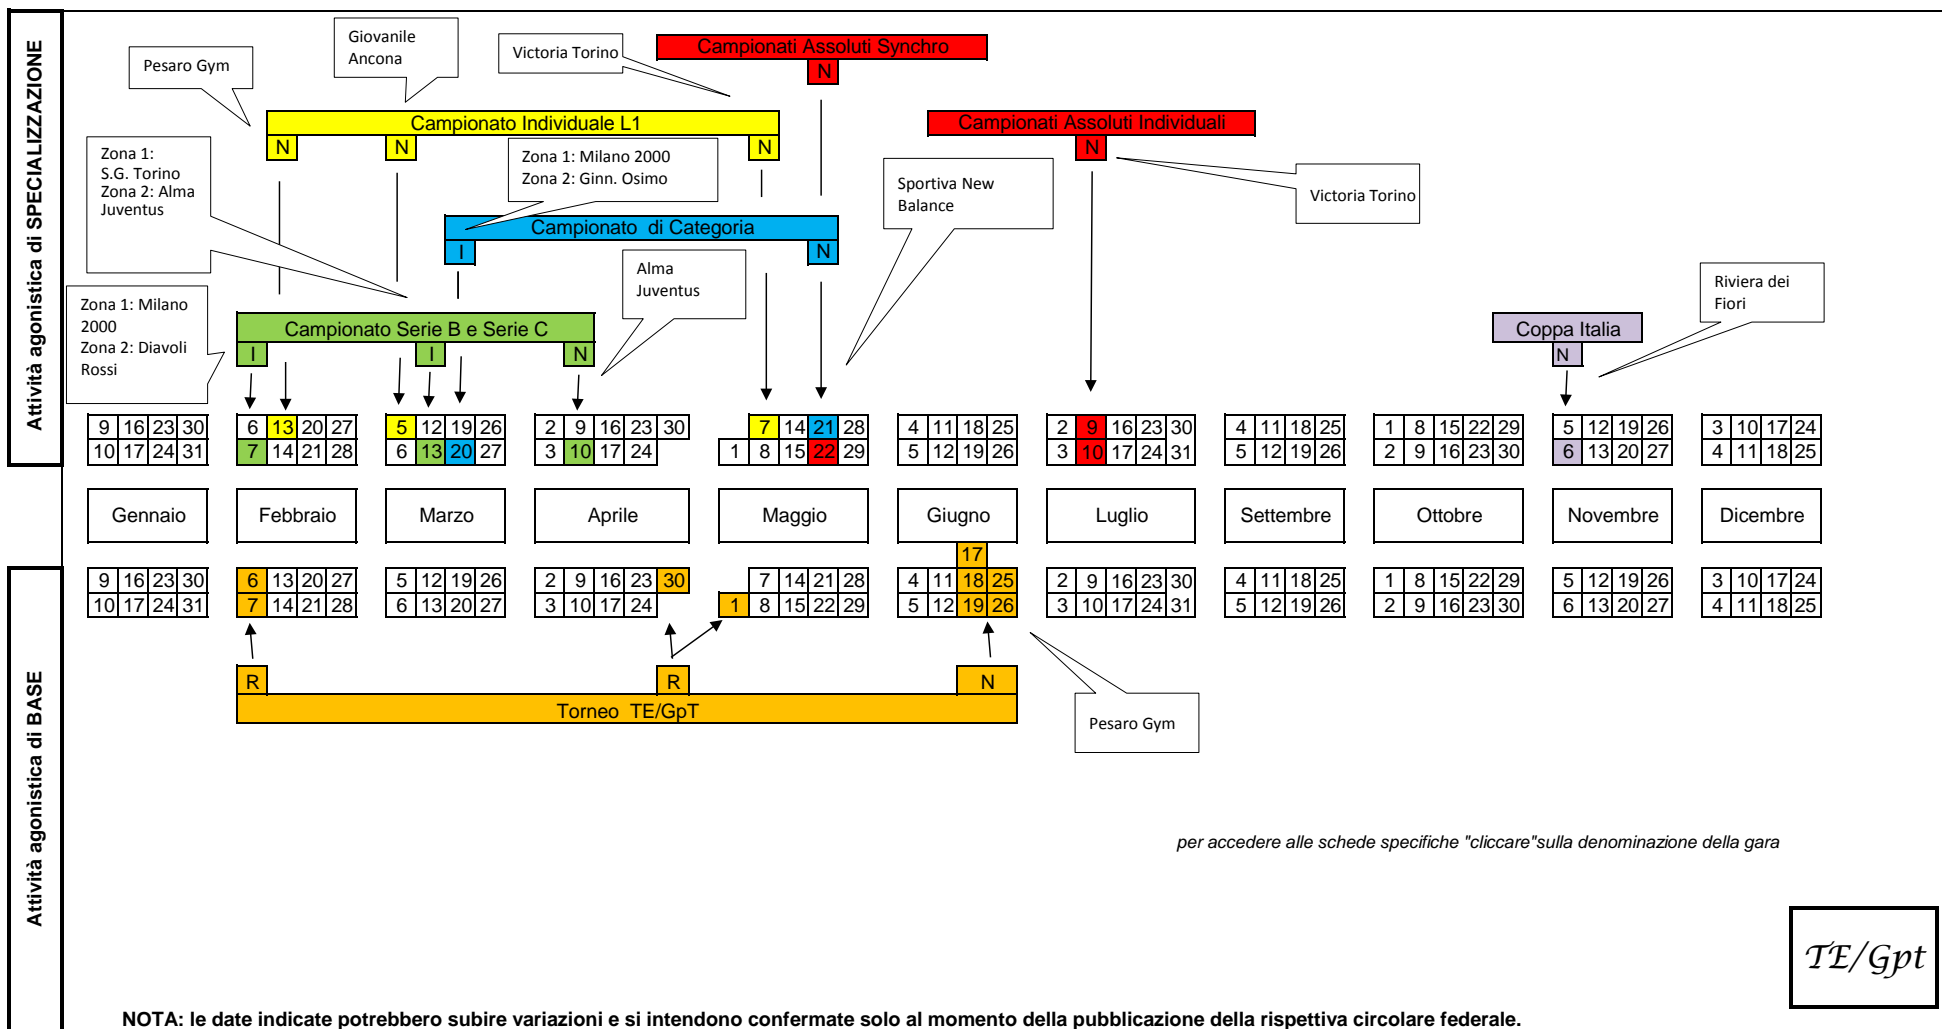 Attività agonistica di SPECIALIZZAZIONE
Pesaro Gym
Giovanile
Ancona
Victoria Torino
Campionati Assoluti Synchro
N
Campionato Individuale L1
N N N
Campionati Assoluti Individuali
N
Victoria Torino
Zona 1:
S.G. Torino
Zona 2: Alma
Juventus
Zona 1: Milano 2000
Zona 2: Ginn. Osimo
Sportiva New
Balance
Campionato di Categoria
I N
Alma
Juventus
Zona 1: Milano
2000
Zona 2: Diavoli
Rossi
Campionato Serie B e Serie C
I I N
Riviera dei
Fiori
Coppa Italia
N
9 16 23 30 6 13 20 27 5 12 19 26 2 9 16 23 30 7 14 21 28 4 11 18 25 2 9 16 23 30 4 11 18 25 1 8 15 22 29 5 12 19 26 3 10 17 24
10 17 24 31 7 14 21 28 6 13 20 27 3 10 17 24 1 8 15 22 29 5 12 19 26 3 10 17 24 31 5 12 19 26 2 9 16 23 30 6 13 20 27 4 11 18 25
Gennaio Febbraio Marzo Aprile Maggio Giugno Luglio Settembre Ottobre Novembre Dicembre
Attività agonistica di BASE
17
9 16 23 30 6 13 20 27 5 12 19 26 2 9 16 23 30 7 14 21 28 4 11 18 25 2 9 16 23 30 4 11 18 25 1 8 15 22 29 5 12 19 26 3 10 17 24
10 17 24 31 7 14 21 28 6 13 20 27 3 10 17 24 1 8 15 22 29 5 12 19 26 3 10 17 24 31 5 12 19 26 2 9 16 23 30 6 13 20 27 4 11 18 25
R R N
Torneo TE/GpT
Pesaro Gym
per accedere alle schede specifiche "cliccare"sulla denominazione della gara
TE/Gpt
NOTA: le date indicate potrebbero subire variazioni e si intendono confermate solo al momento della pubblicazione della rispettiva circolare federale.